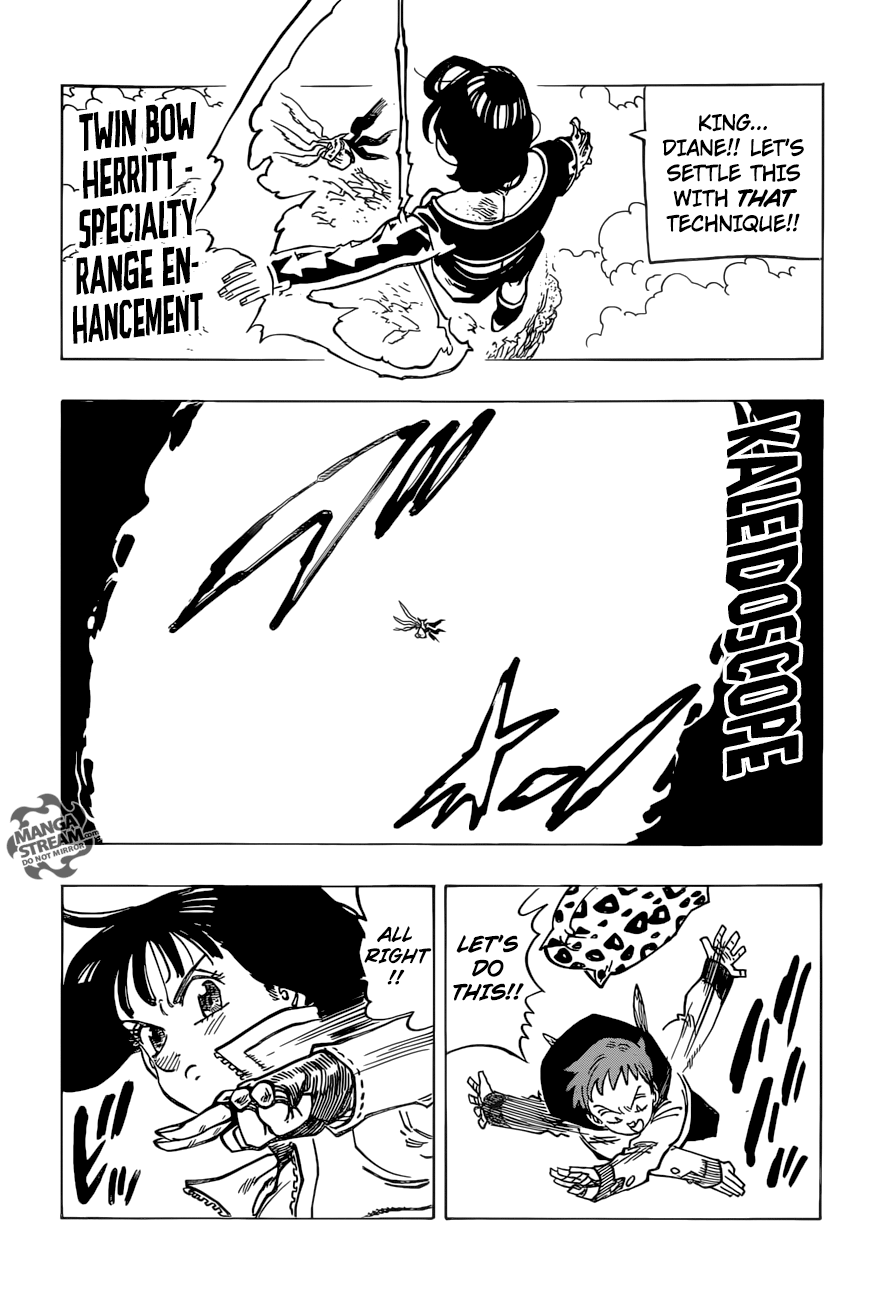 KING...
DIANE!! LET'S
SETTLE THIS
WITH THAT
TECHNIQUE!!
TWIN BOW
HERRITT -
SPECIALTY
RANGE EN-
HANCEMENT
KALEIDOSCOPE
MANGA
STREAM.com
DO NOT MIRROR
LET'S
DO
THIS!!
ALL
RIGHT
!!
ビ